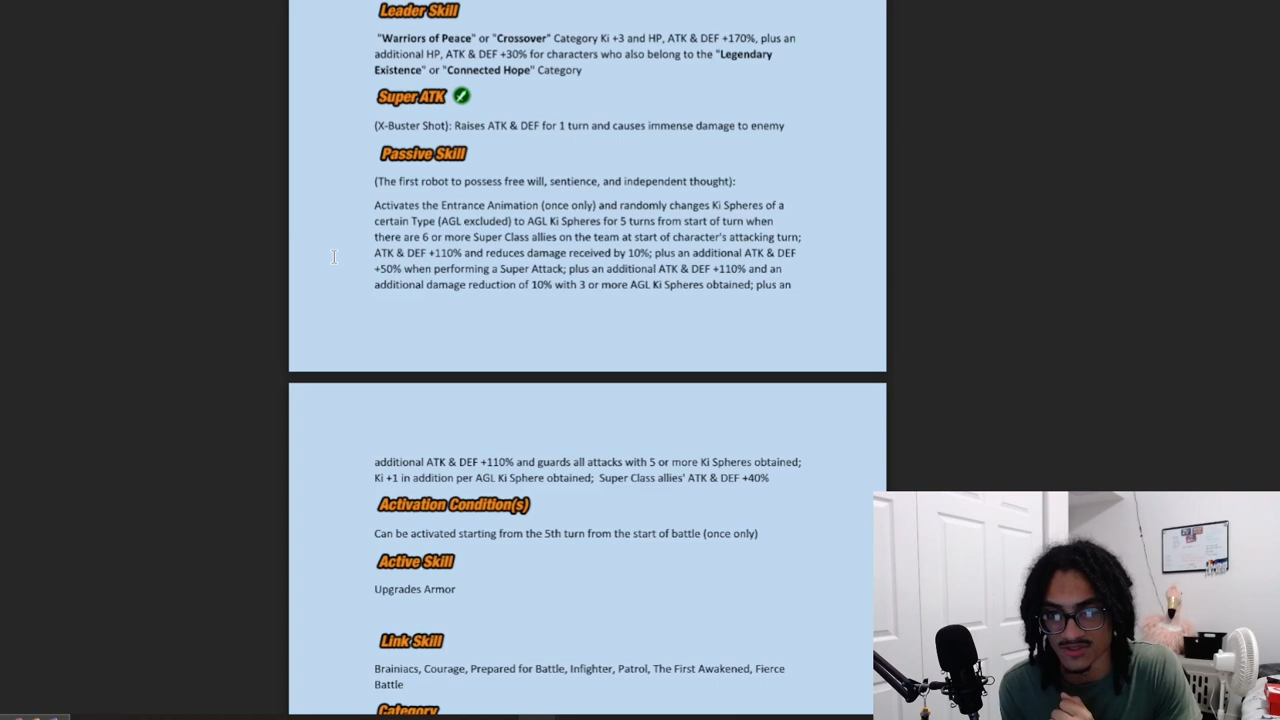 Leader Skill
"Warriors of Peace" or "Crossover" Category Ki +3 and HP, ATK & DEF +170%, plus an
additional HP, ATK & DEF +30% for characters who also belong to the "Legendary
Existence" or "Connected Hope" Category
Super ATK
(X-Buster Shot): Raises ATK & DEF for 1 turn and causes immense damage to enemy
Passive Skill
(The first robot to possess free will, sentience, and independent thought):
Activates the Entrance Animation (once only) and randomly changes Ki Spheres of a
certain Type (AGL excluded) to AGL Ki Spheres for 5 turns from start of turn when
there are 6 or more Super Class allies on the team at start of character's attacking turn;
ATK & DEF +110% and reduces damage received by 10%; plus an additional ATK & DEF
+50% when performing a Super Attack; plus an additional ATK & DEF +110% and an
additional damage reduction of 10% with 3 or more AGL Ki Spheres obtained; plus an
additional ATK & DEF +110% and guards all attacks with 5 or more Ki Spheres obtained;
Ki +1 in addition per AGL Ki Sphere obtained; Super Class allies' ATK & DEF +40%
Activation Condition(s)
Can be activated starting from the 5th turn from the start of battle (once only)
Active Skill
Upgrades Armor
Link Skill
Brainiacs, Courage, Prepared for Battle, Infighter, Patrol, The First Awakened, Fierce
Battle
Category